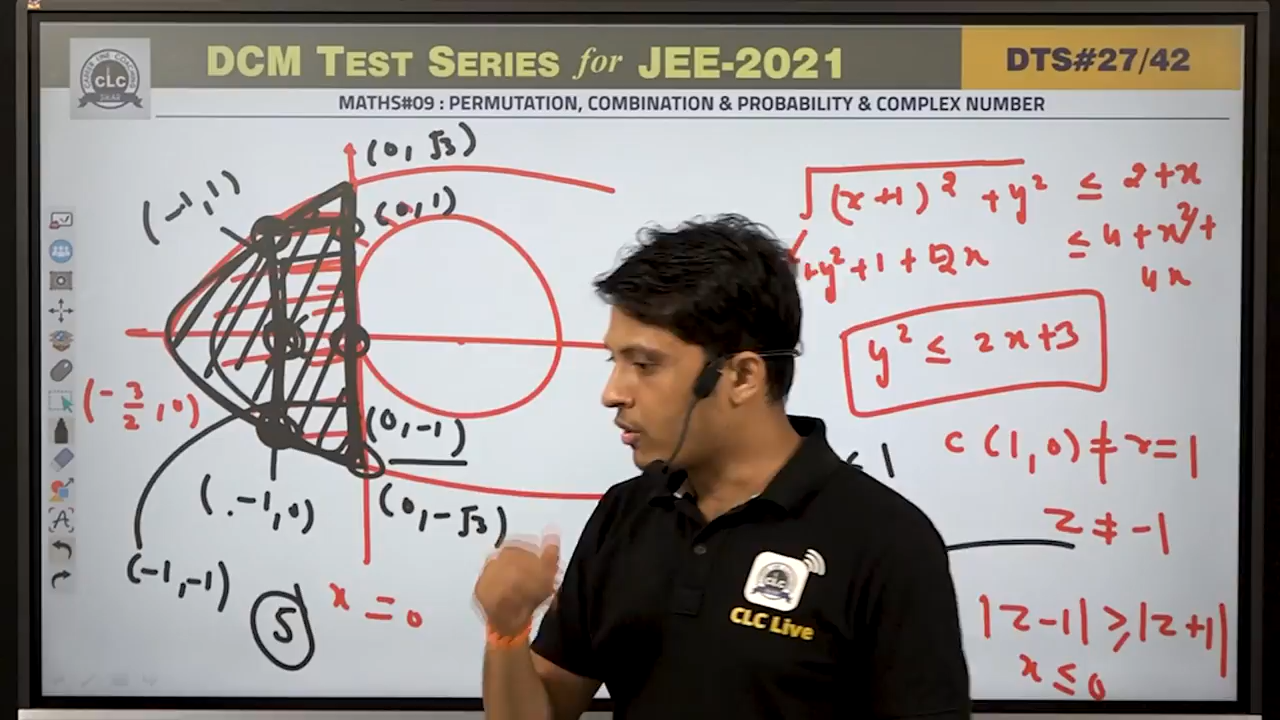 DCM TEST SERIES for JEE-2021
DTS#27/42
CLC
MATHS#09 : PERMUTATION, COMBINATION & PROBABILITY & COMPLEX NUMBER
(0, √3)
(-1, 1)
(0, 1)
(-3/2, 0)
(0, -1)
(.-1, 0)
(0, -√3)
(-1, -1)
5
x = 0
√(x+1)² + y² ≤ 2+x
+y² + 1 + 2x ≤ 4 + x² + 4x
y² ≤ 2x+3
1
C (1, 0) ≠ r = 1
z ≠ -1
|z-1| ≥ |z+1|
x ≤ 0
CLC
CLC Live